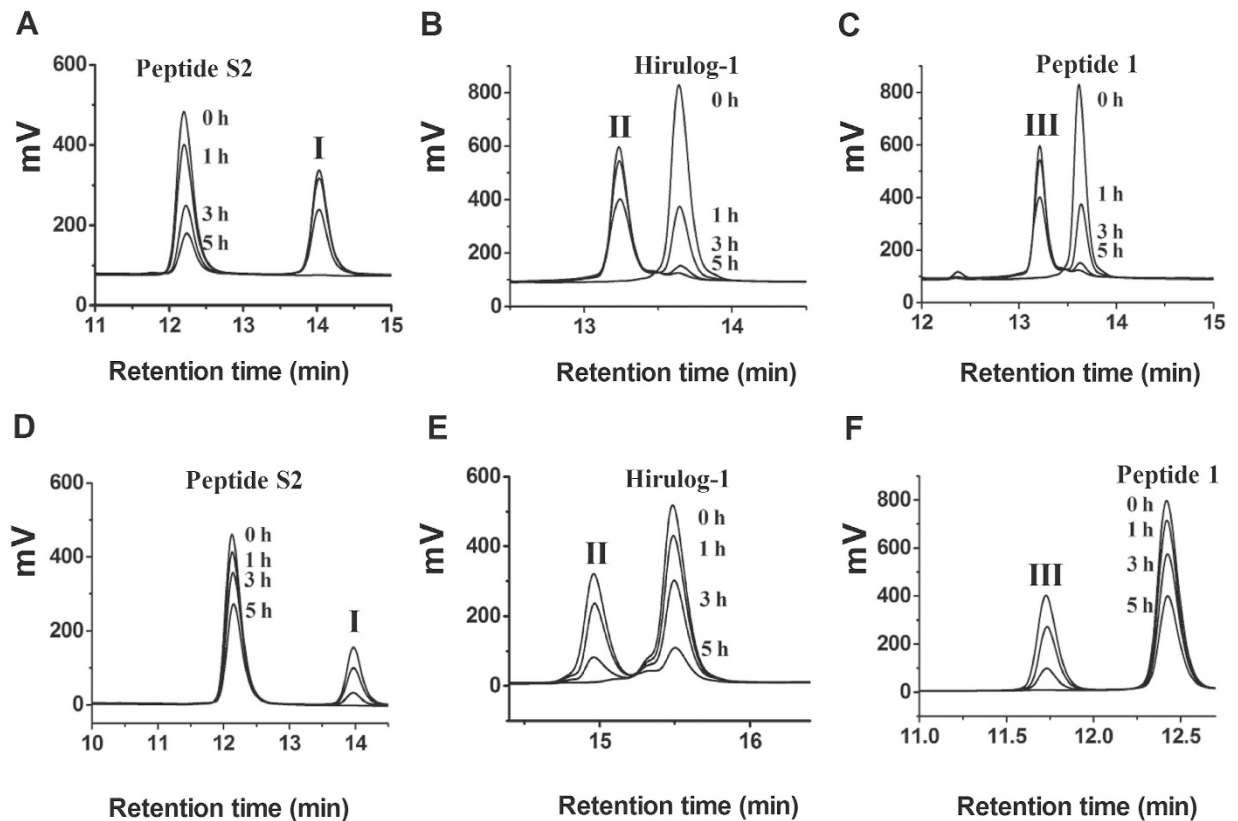 A
Peptide S2
600
400
200
0
mV
0 h
1 h
3 h
5 h
I
11 12 13 14 15
Retention time (min)
B
Hirulog-1
800
600
400
200
0
mV
II
0 h
1 h
3 h
5 h
13 14
Retention time (min)
C
Peptide 1
800
600
400
200
0
mV
III
0 h
1 h
3 h
5 h
12 13 14 15
Retention time (min)
D
Peptide S2
600
400
200
0
mV
0 h
1 h
3 h
5 h
I
10 11 12 13 14
Retention time (min)
E
Hirulog-1
600
400
200
0
mV
II
0 h
1 h
3 h
5 h
15 16
Retention time (min)
F
Peptide 1
800
600
400
200
0
mV
III
0 h
1 h
3 h
5 h
11.0 11.5 12.0 12.5
Retention time (min)